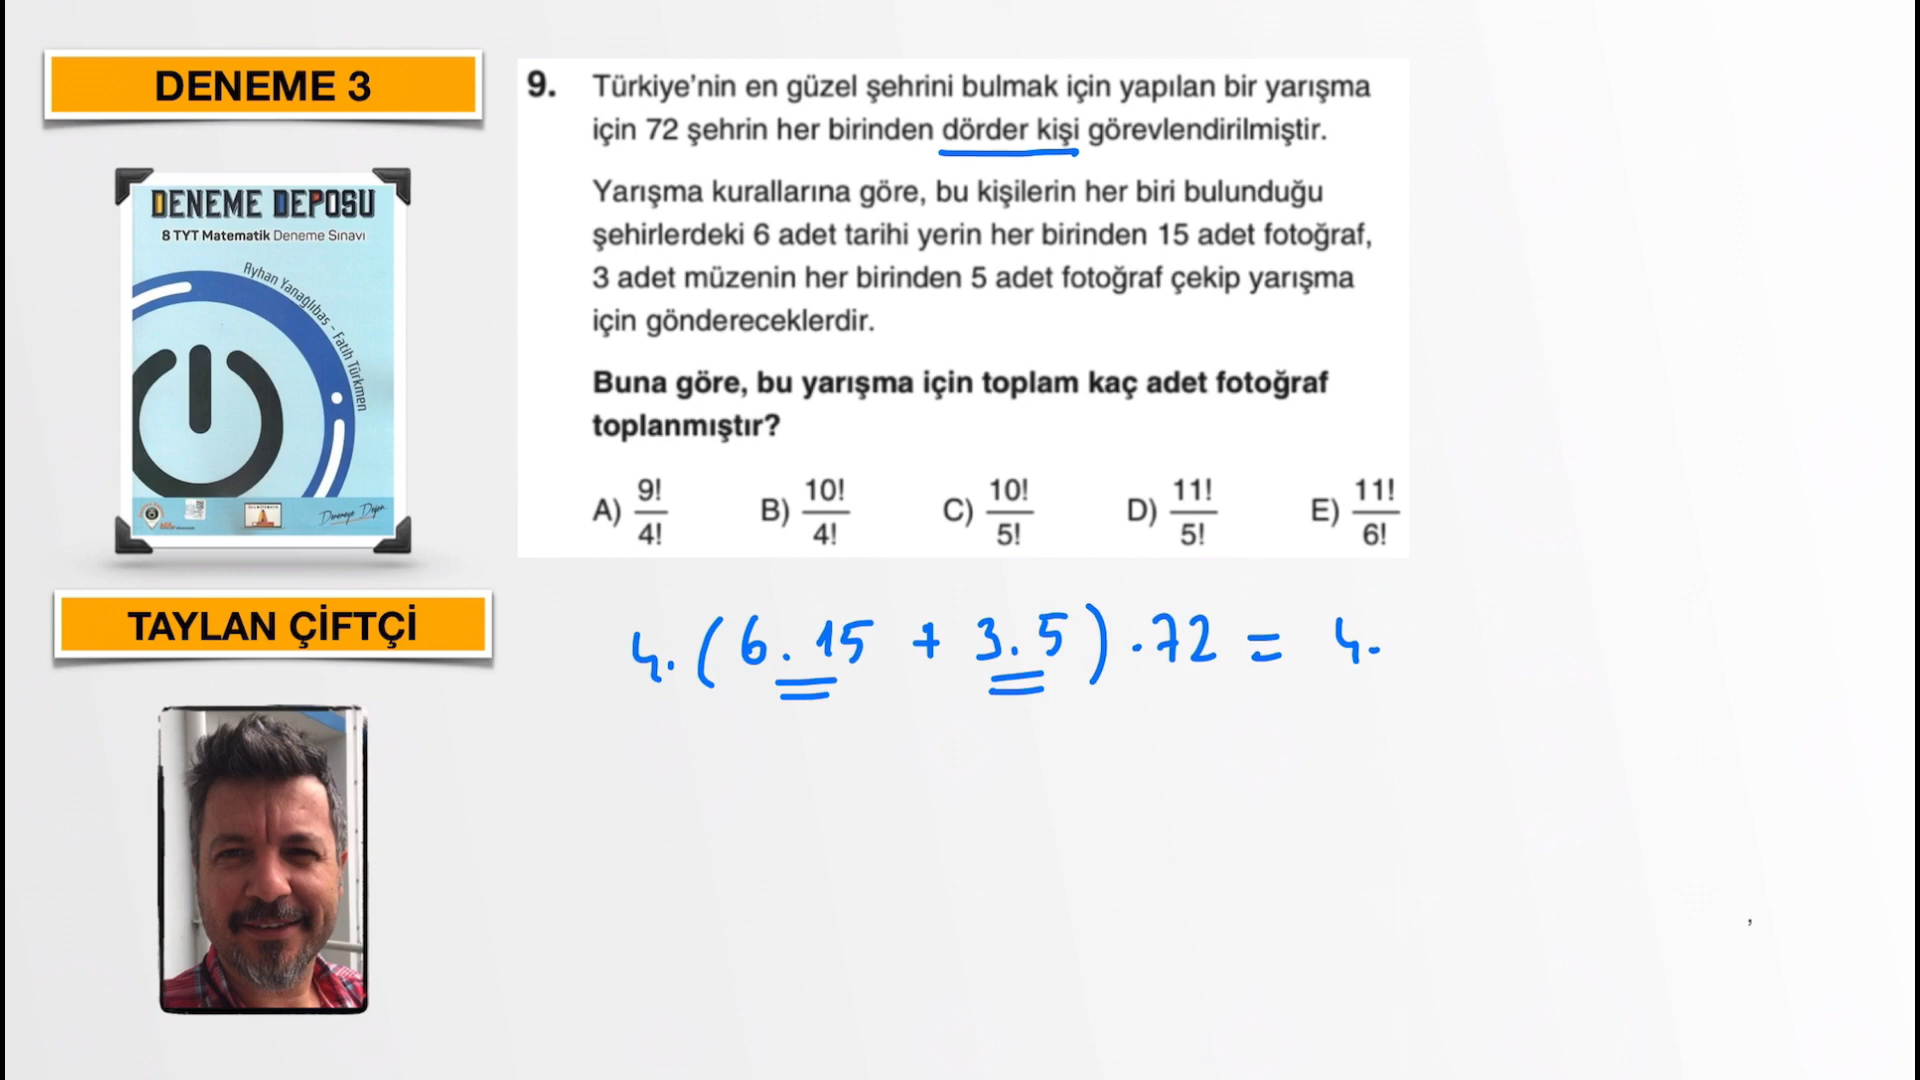 DENEME 3
DENEME DEPOSU
8 TYT Matematik Deneme Sınavı
Ayhan Yanağlıbaş - Fatih Türkmen
Denemeye Değer
TAYLAN ÇİFTÇİ
9. Türkiye'nin en güzel şehrini bulmak için yapılan bir yarışma
için 72 şehrin her birinden dörder kişi görevlendirilmiştir.
Yarışma kurallarına göre, bu kişilerin her biri bulunduğu
şehirlerdeki 6 adet tarihi yerin her birinden 15 adet fotoğraf,
3 adet müzenin her birinden 5 adet fotoğraf çekip yarışma
için göndereceklerdir.
Buna göre, bu yarışma için toplam kaç adet fotoğraf
toplanmıştır?
A) 9!/4! B) 10!/4! C) 10!/5! D) 11!/5! E) 11!/6!
4.(6.15 + 3.5).72 = 4.